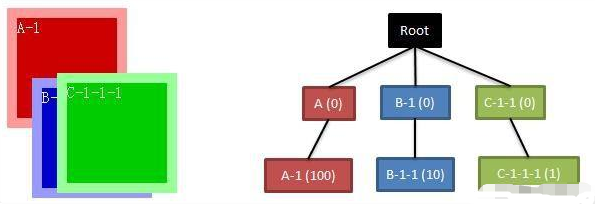 A-1
B-
C-1-1-1
Root
A (0)
B-1 (0)
C-1-1 (0)
A-1 (100)
B-1-1 (10)
C-1-1-1 (1)